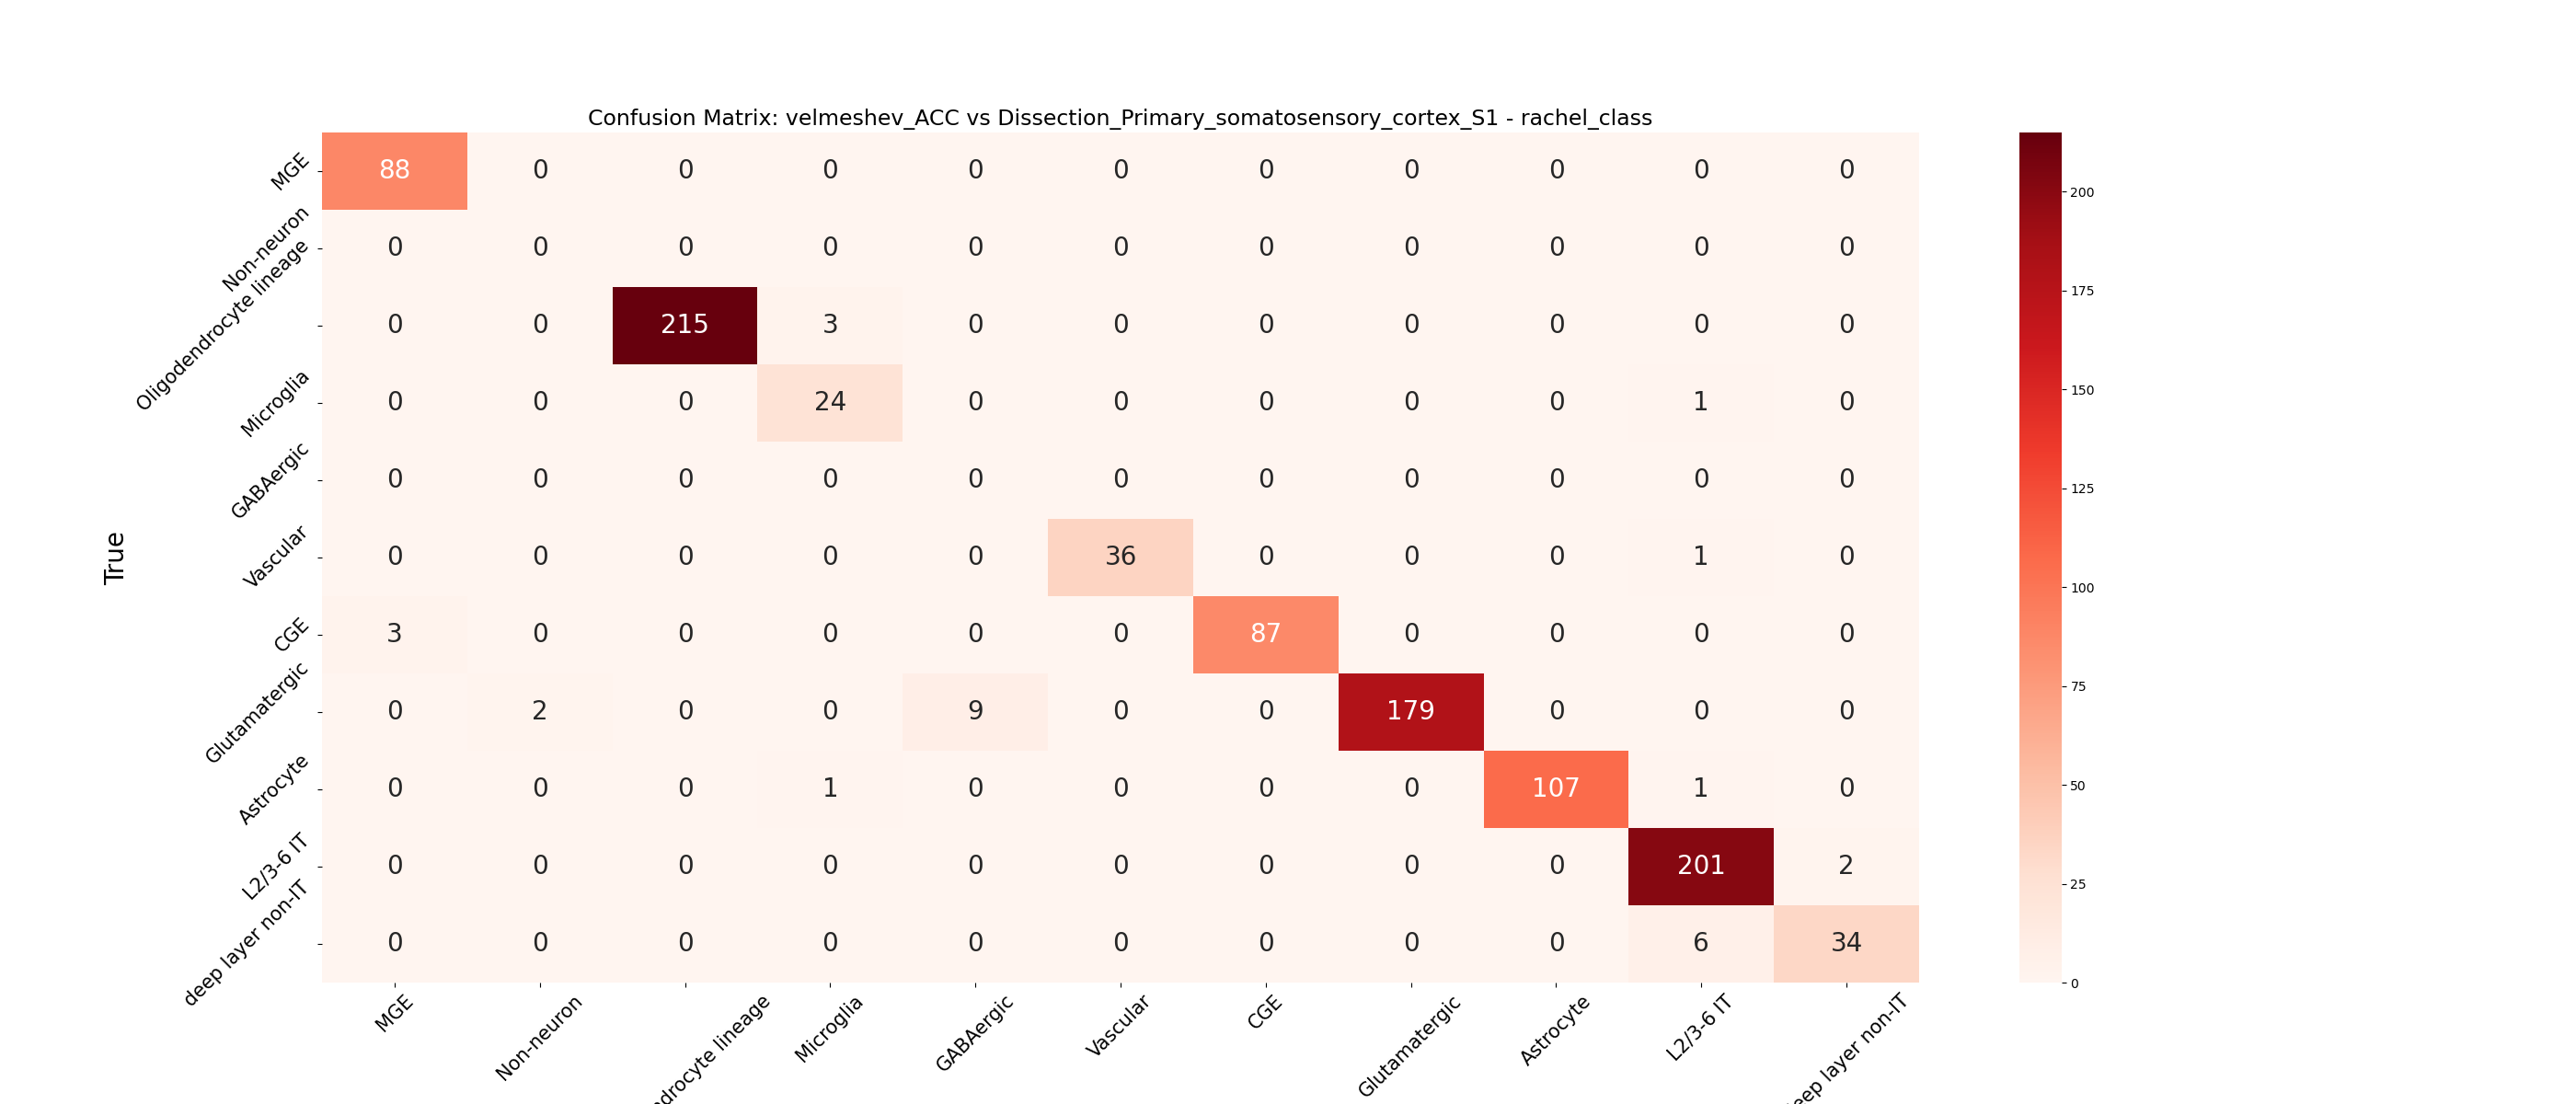 Confusion Matrix: velmeshev_ACC vs Dissection_Primary_somatosensory_cortex_S1 - rachel_class
True
MGE 88 0 0 0 0 0 0 0 0 0 0
Non-neuron 0 0 0 0 0 0 0 0 0 0 0
Oligodendrocyte lineage 0 0 215 3 0 0 0 0 0 0 0
Microglia 0 0 0 24 0 0 0 0 0 1 0
GABAergic 0 0 0 0 0 0 0 0 0 0 0
Vascular 0 0 0 0 0 36 0 0 0 1 0
CGE 3 0 0 0 0 0 87 0 0 0 0
Glutamatergic 0 2 0 0 9 0 0 179 0 0 0
Astrocyte 0 0 0 1 0 0 0 0 107 1 0
L2/3-6 IT 0 0 0 0 0 0 0 0 0 201 2
deep layer non-IT 0 0 0 0 0 0 0 0 0 6 34
MGE
Non-neuron
lineage
Microglia
GABAergic
Vascular
CGE
Glutamatergic
Astrocyte
L2/3-6 IT
layer non-IT
200
175
150
125
100
75
50
25
0